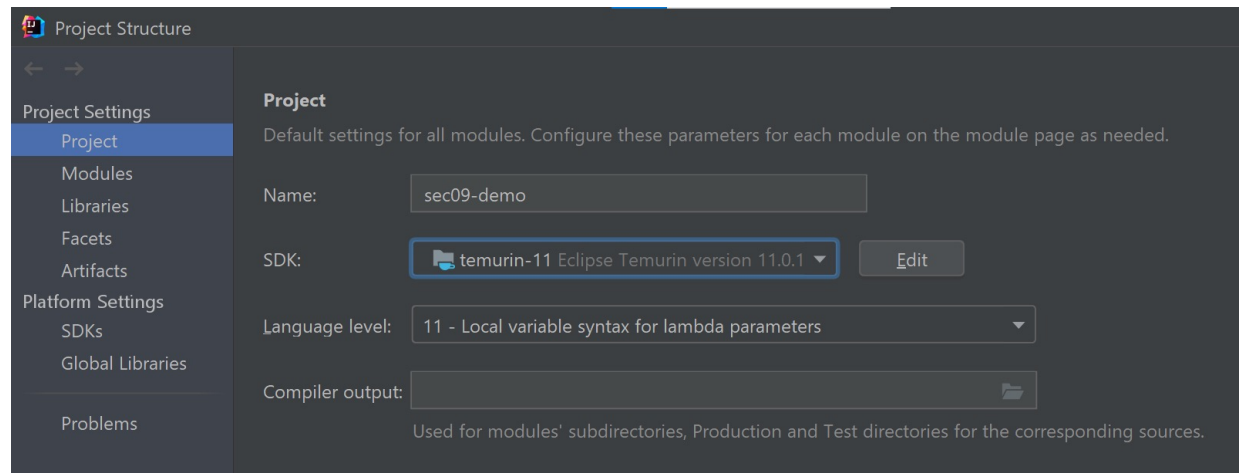 Project Structure
Project Settings
Project
Modules
Libraries
Facets
Artifacts
Platform Settings
SDKs
Global Libraries
Problems
Project
Default settings for all modules. Configure these parameters for each module on the module page as needed.
Name: sec09-demo
SDK: temurin-11 Eclipse Temurin version 11.0.1 Edit
Language level: 11 - Local variable syntax for lambda parameters
Compiler output:
Used for modules' subdirectories, Production and Test directories for the corresponding sources.